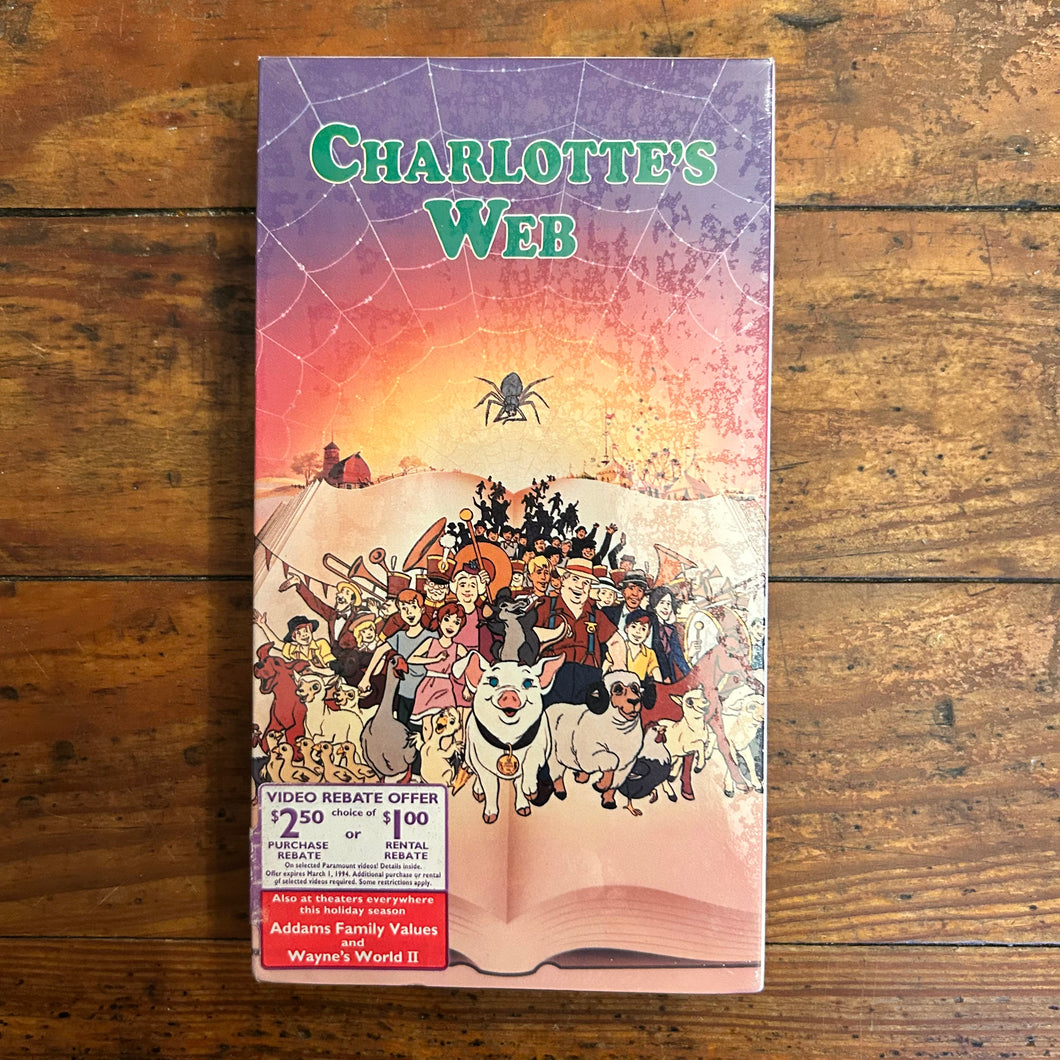 CHARLOTTE'S
WEB
VIDEO REBATE OFFER
$2.50 choice of or $1.00
PURCHASE REBATE RENTAL REBATE
On selected Paramount videos! Details inside.
Offer expires March 1, 1994. Additional purchase or rental
of selected videos required. Some restrictions apply.
Also at theaters everywhere
this holiday season
Addams Family Values
and
Wayne's World II